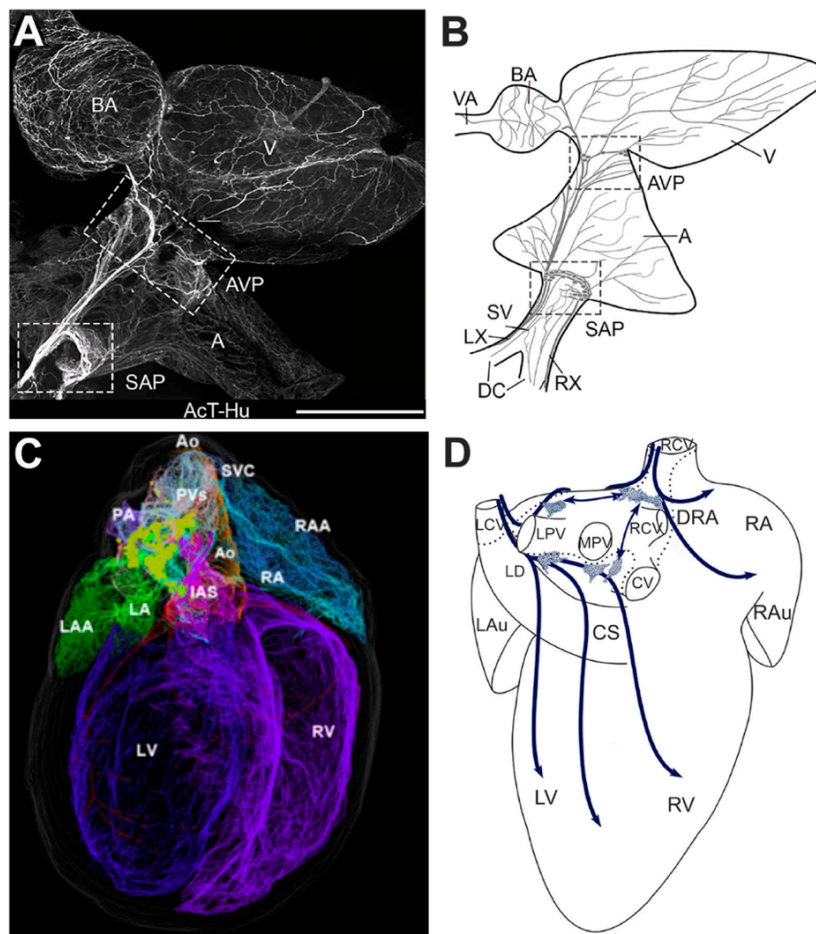 A
BA
V
AVP
A
SAP
AcT-Hu
B
BA
VA
V
AVP
A
SV
SAP
LX
DC
RX
C
Ao
SVC
PVs
PA
RAA
Ao
RA
IAS
LA
LAA
LV
RV
D
RCV
LCV
LPV
RCV
DRA
RA
MPV
LD
CV
LAu
CS
RAu
LV
RV